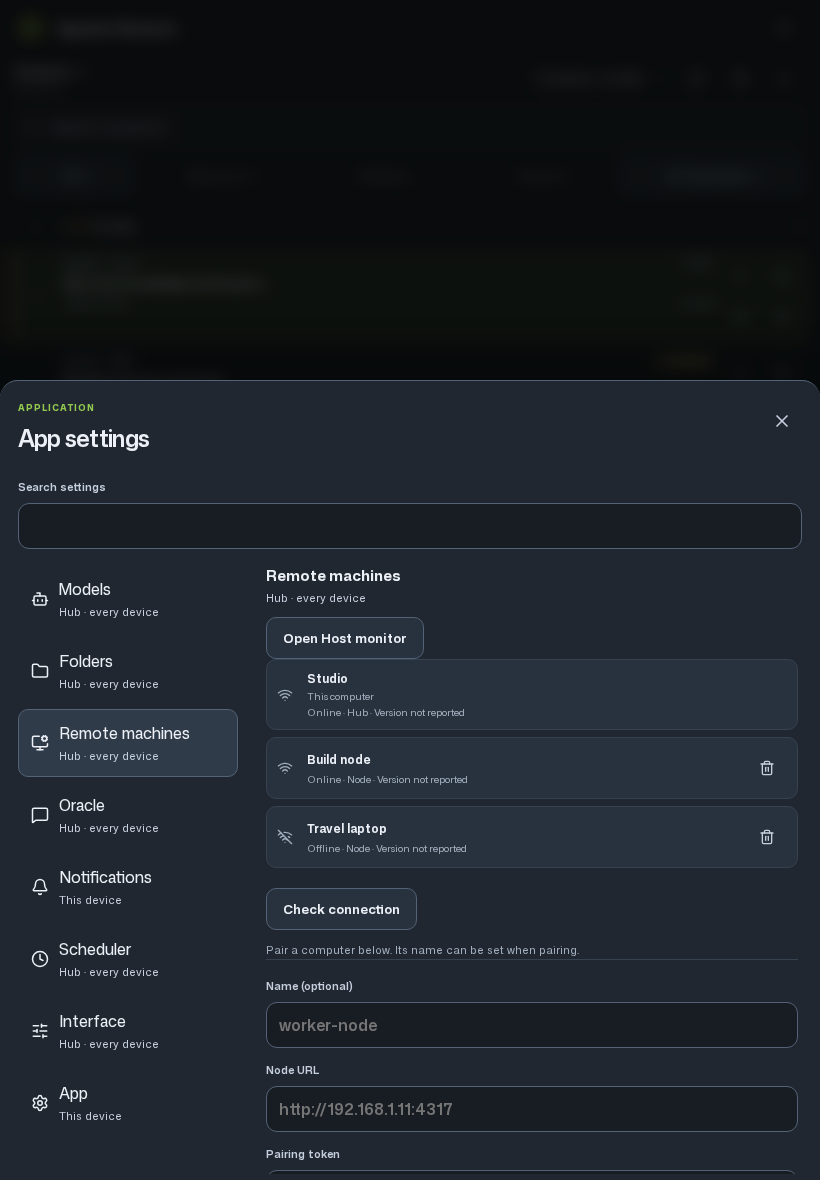 APPLICATION
App settings
Search settings
Models
Hub · every device
Folders
Hub · every device
Remote machines
Hub · every device
Oracle
Hub · every device
Notifications
This device
Scheduler
Hub · every device
Interface
Hub · every device
App
This device
Remote machines
Hub · every device
Open Host monitor
Studio
This computer
Online · Hub · Version not reported
Build node
Online · Node · Version not reported
Travel laptop
Offline · Node · Version not reported
Check connection
Pair a computer below. Its name can be set when pairing.
Name (optional)
worker-node
Node URL
http://192.168.1.11:4317
Pairing token